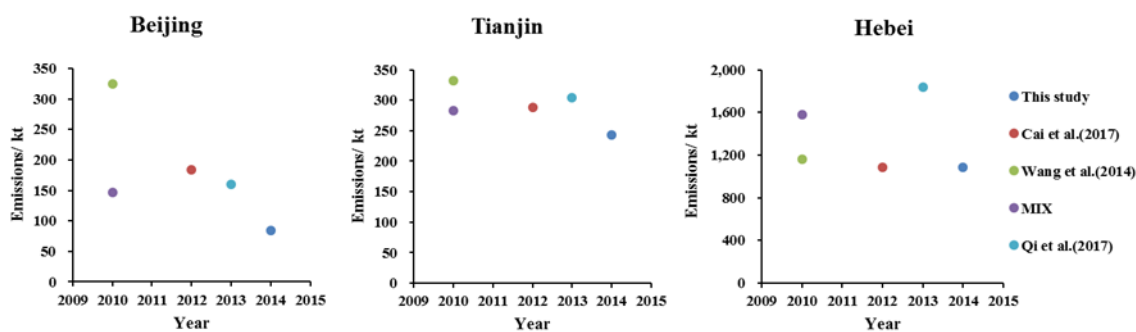 Beijing
Emissions/ kt
350
300
250
200
150
100
50
0
2009 2010 2011 2012 2013 2014 2015
Year
Tianjin
Emissions/ kt
350
300
250
200
150
100
50
0
2009 2010 2011 2012 2013 2014 2015
Year
Hebei
Emissions/ kt
2,000
1,600
1,200
800
400
0
2009 2010 2011 2012 2013 2014 2015
Year
This study
Cai et al.(2017)
Wang et al.(2014)
MIX
Qi et al.(2017)